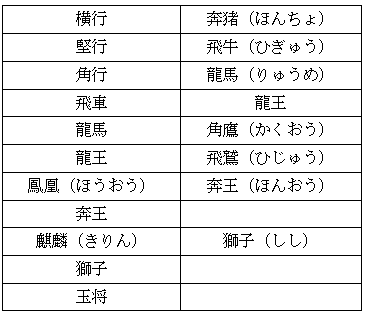 横行 奔猪（ほんちょ）
堅行 飛牛（ひぎゅう）
角行 龍馬（りゅうめ）
飛車 龍王
龍馬 角鷹（かくおう）
龍王 飛鷲（ひじゅう）
鳳凰（ほうおう） 奔王（ほんおう）
奔王
麒麟（きりん） 獅子（しし）
獅子
玉将